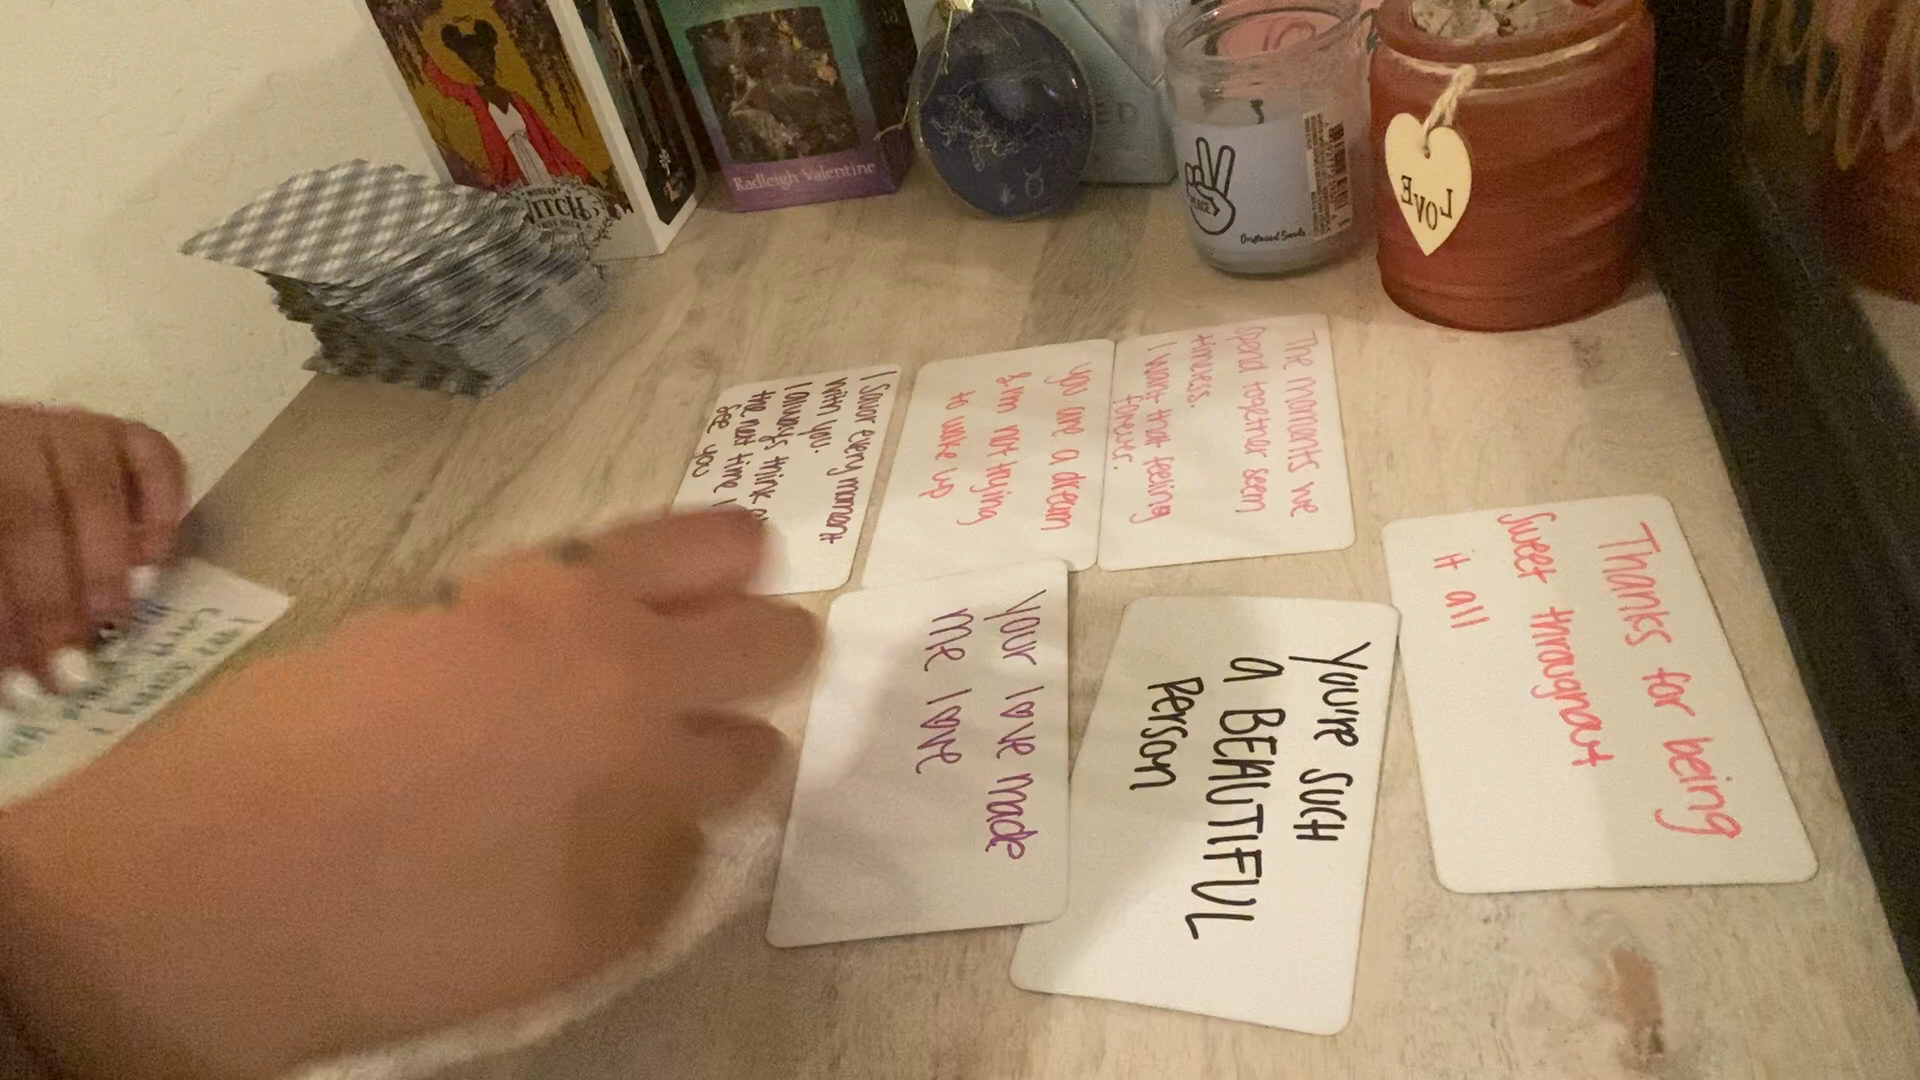 WITCH
Radleigh Valentine
ED
LOVE
The moments we
spend together seem
timeless.
I want that feeling
forever.
you are a dream
& I'm not trying
to wake up
I savor every moment
with you.
I always think
the next time I
see you
Thanks for being
sweet throughout
it all
You're such
a BEAUTIFUL
Person
Your love made
me love